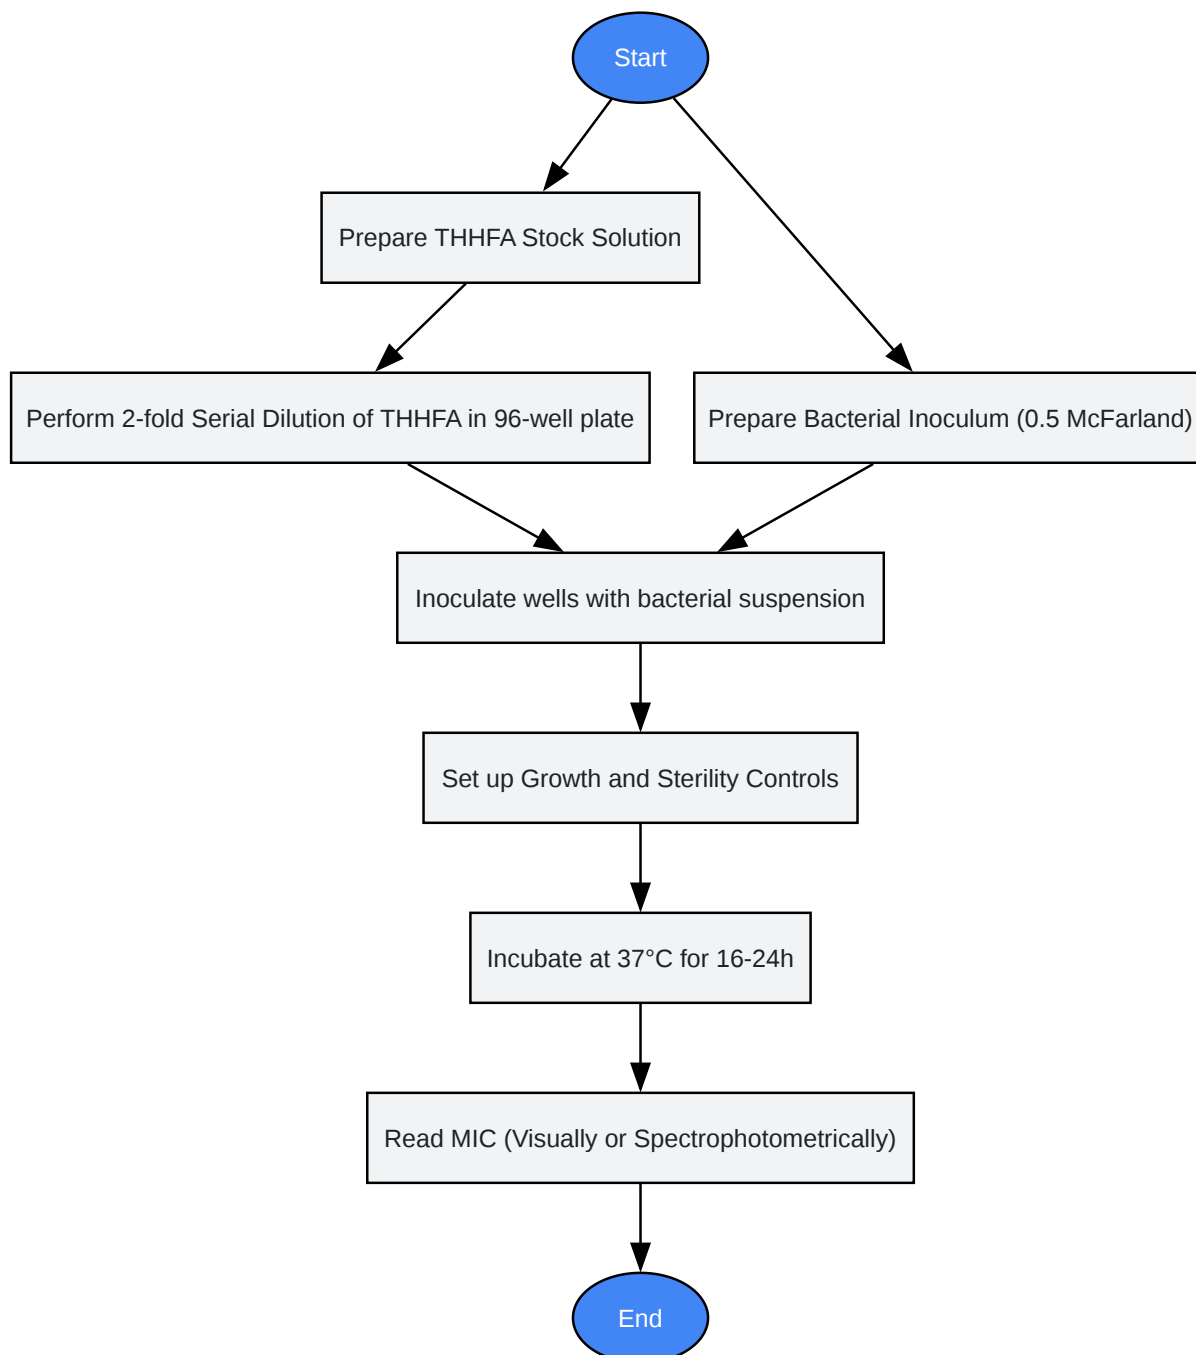 Start
Prepare THHFA Stock Solution
Perform 2-fold Serial Dilution of THHFA in 96-well plate
Prepare Bacterial Inoculum (0.5 McFarland)
Inoculate wells with bacterial suspension
Set up Growth and Sterility Controls
Incubate at 37°C for 16-24h
Read MIC (Visually or Spectrophotometrically)
End